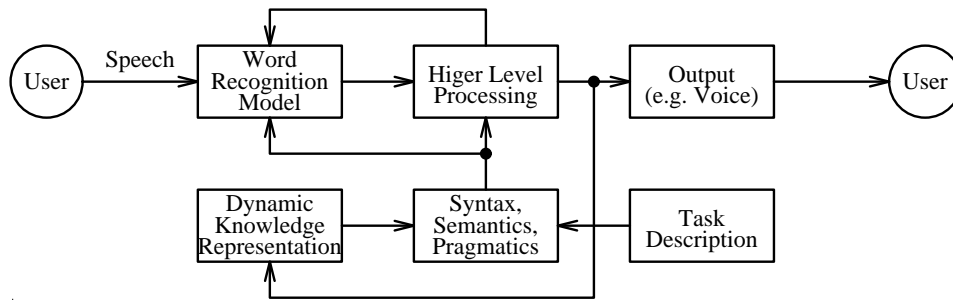 User
Speech
Word
Recognition
Model
Higer Level
Processing
Output
(e.g. Voice)
User
Dynamic
Knowledge
Representation
Syntax,
Semantics,
Pragmatics
Task
Description